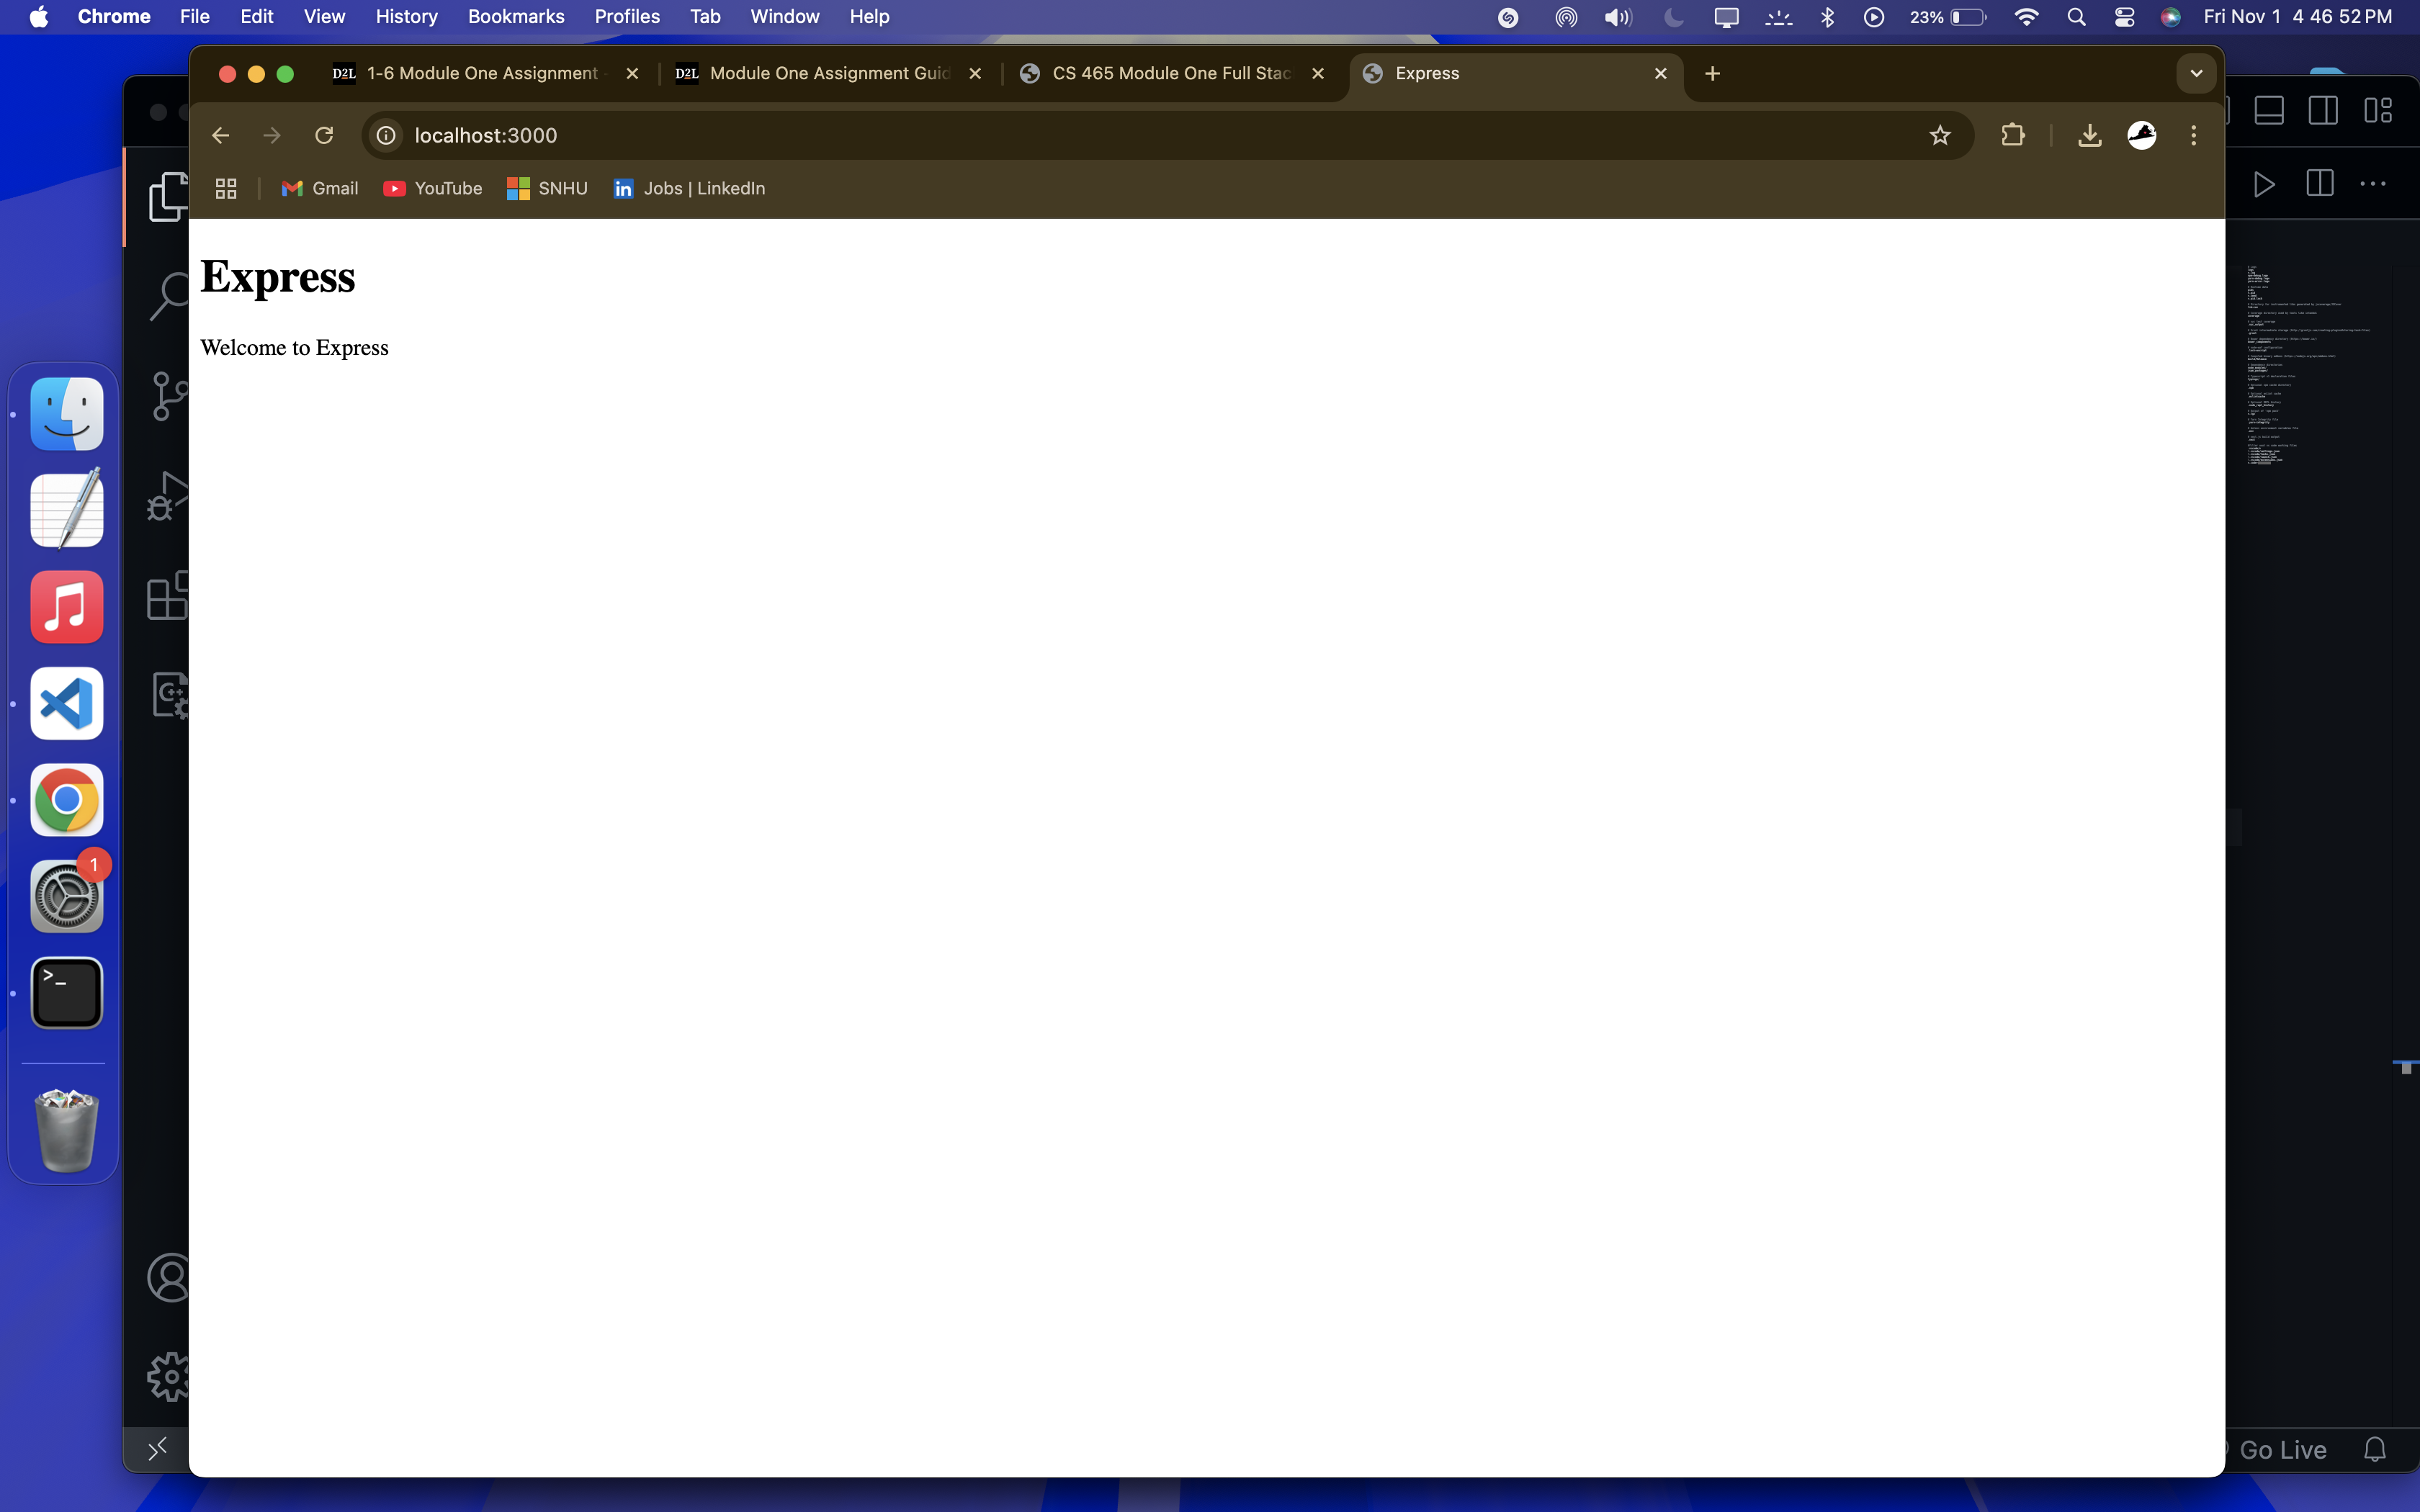 Chrome File Edit View History Bookmarks Profiles Tab Window Help 23% Fri Nov 1 4 46 52 PM
D2L 1-6 Module One Assignment - D2L Module One Assignment Guid CS 465 Module One Full Stac Express
localhost:3000
Gmail YouTube SNHU in Jobs | LinkedIn
Express
Welcome to Express
C++
1
>_
Go Live